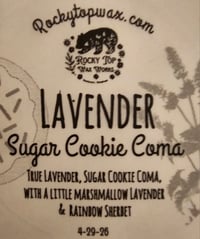 Rockytopwax.com
Rocky Top
Wax Works
Lavender
Sugar Cookie Coma
True Lavender, Sugar Cookie Coma,
with a little Marshmallow Lavender
& Rainbow Sherbet
4-29-26